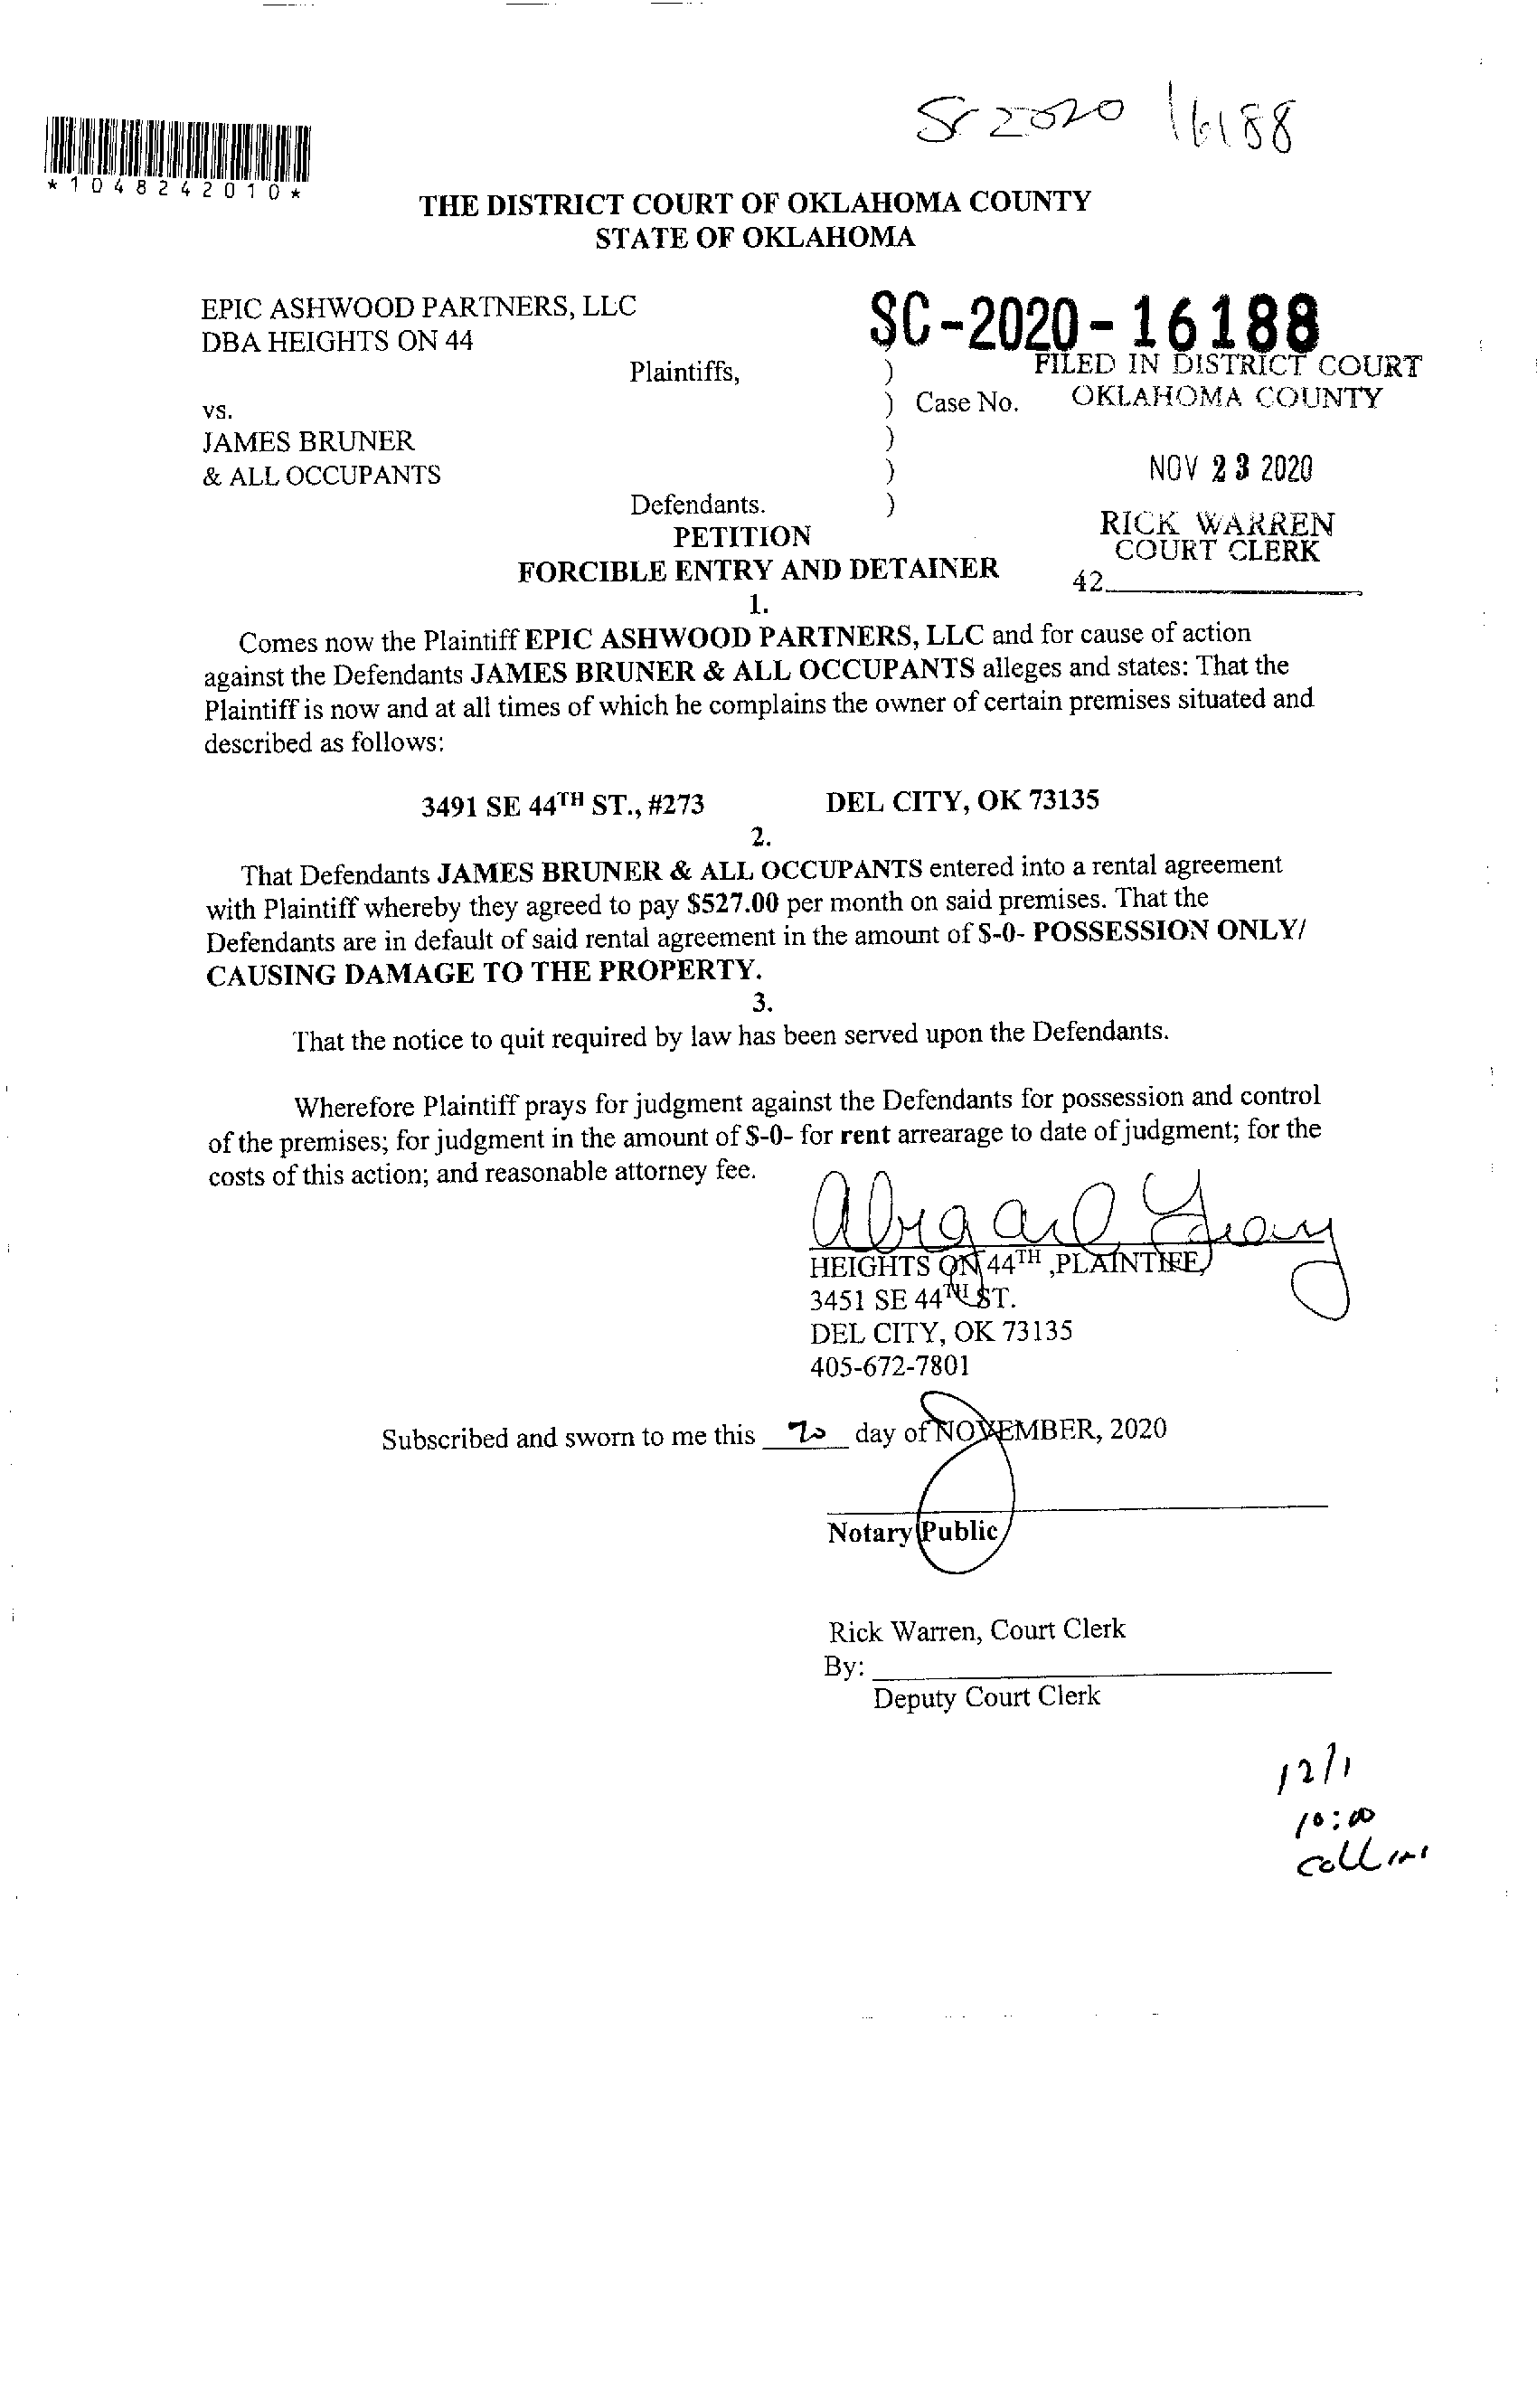 Sc 2020 16188
*1048242010*
THE DISTRICT COURT OF OKLAHOMA COUNTY
STATE OF OKLAHOMA
EPIC ASHWOOD PARTNERS, LLC
DBA HEIGHTS ON 44
SC-2020-16188
Plaintiffs, )
FILED IN DISTRICT COURT
vs. ) Case No.
OKLAHOMA COUNTY
JAMES BRUNER )
& ALL OCCUPANTS )
NOV 23 2020
Defendants. )
RICK WARREN
COURT CLERK
42
PETITION
FORCIBLE ENTRY AND DETAINER
1.
Comes now the Plaintiff EPIC ASHWOOD PARTNERS, LLC and for cause of action
against the Defendants JAMES BRUNER & ALL OCCUPANTS alleges and states: That the
Plaintiff is now and at all times of which he complains the owner of certain premises situated and
described as follows:
3491 SE 44TH ST., #273 DEL CITY, OK 73135
2.
That Defendants JAMES BRUNER & ALL OCCUPANTS entered into a rental agreement
with Plaintiff whereby they agreed to pay $527.00 per month on said premises. That the
Defendants are in default of said rental agreement in the amount of $-0- POSSESSION ONLY/
CAUSING DAMAGE TO THE PROPERTY.
3.
That the notice to quit required by law has been served upon the Defendants.
Wherefore Plaintiff prays for judgment against the Defendants for possession and control
of the premises; for judgment in the amount of $-0- for rent arrearage to date of judgment; for the
costs of this action; and reasonable attorney fee.
Abigail Gray
HEIGHTS ON 44TH ,PLAINTIFF,
3451 SE 44TH ST.
DEL CITY, OK 73135
405-672-7801
Subscribed and sworn to me this 20 day of NOVEMBER, 2020
Notary Public
Rick Warren, Court Clerk
By:
Deputy Court Clerk
12/1
10:00
Collins